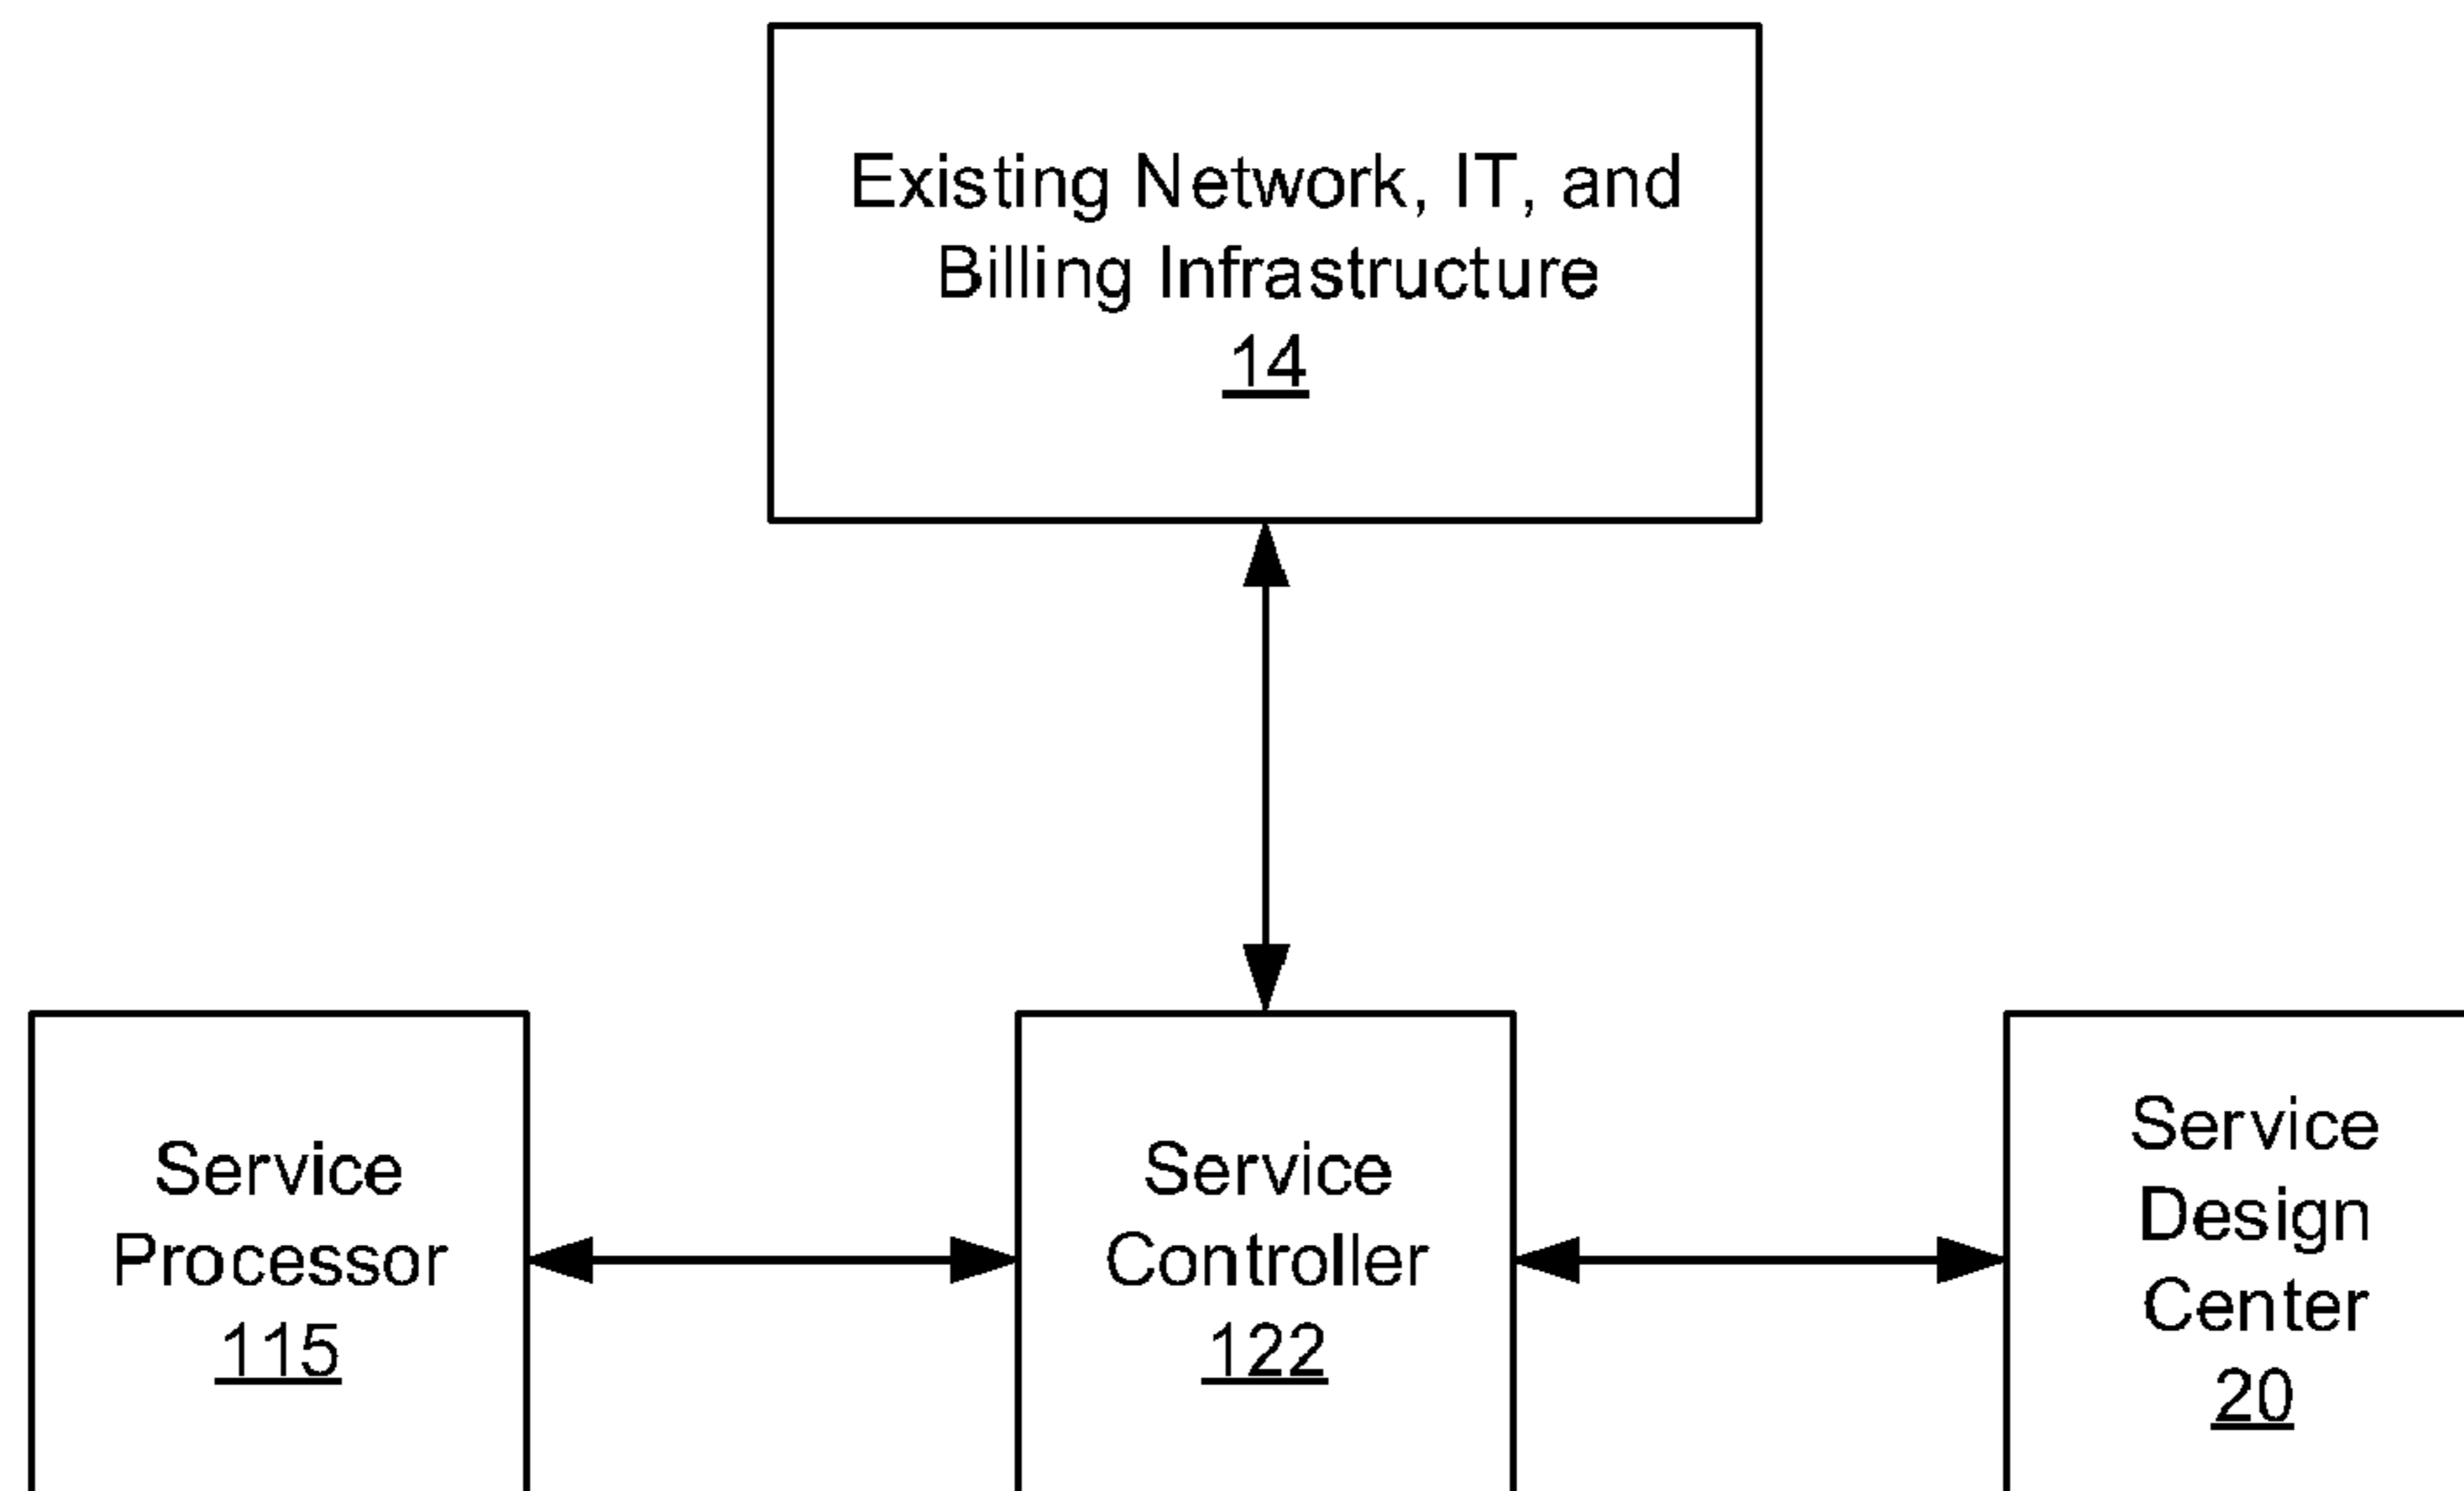 Existing Network, IT, and
Billing Infrastructure
14
Service
Processor
115
Service
Controller
122
Service
Design
Center
20